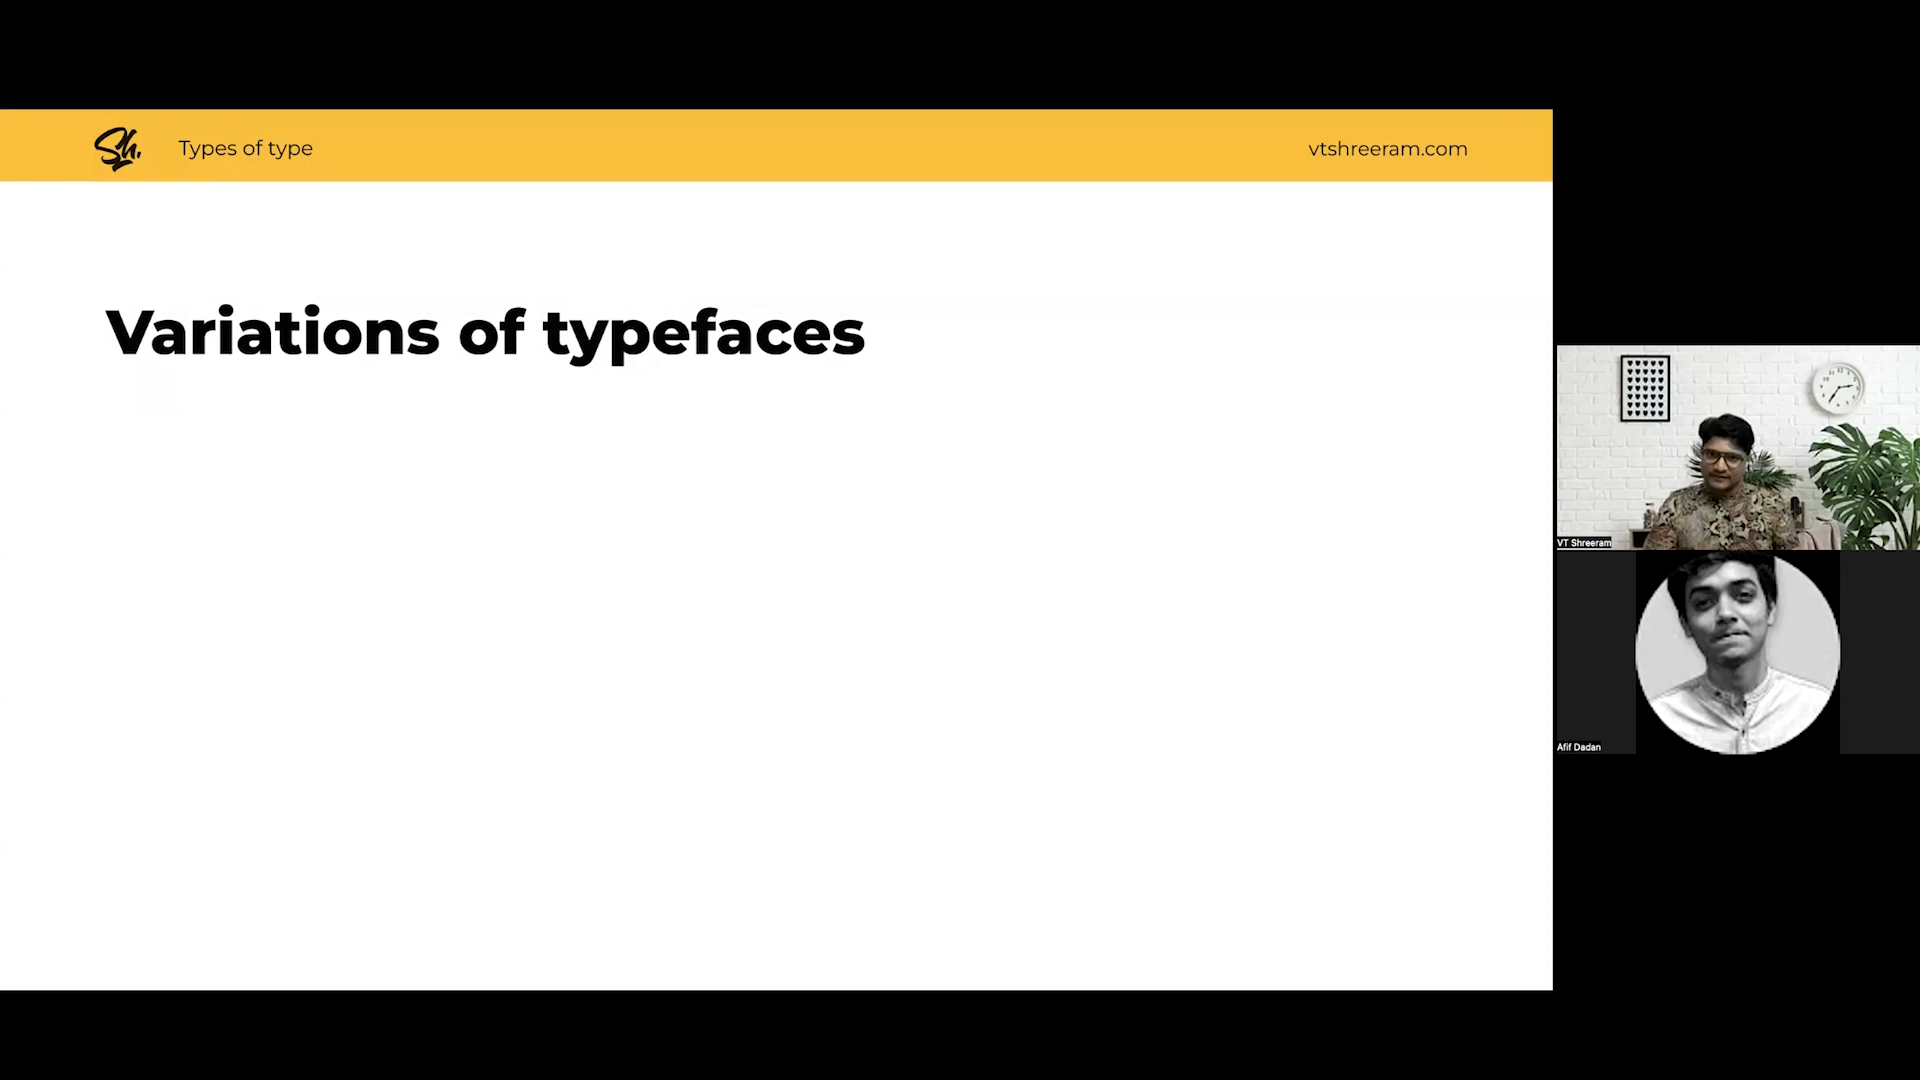 Sh.
Types of type
vtshreeram.com
Variations of typefaces
VT Shreeram
Afif Dadan